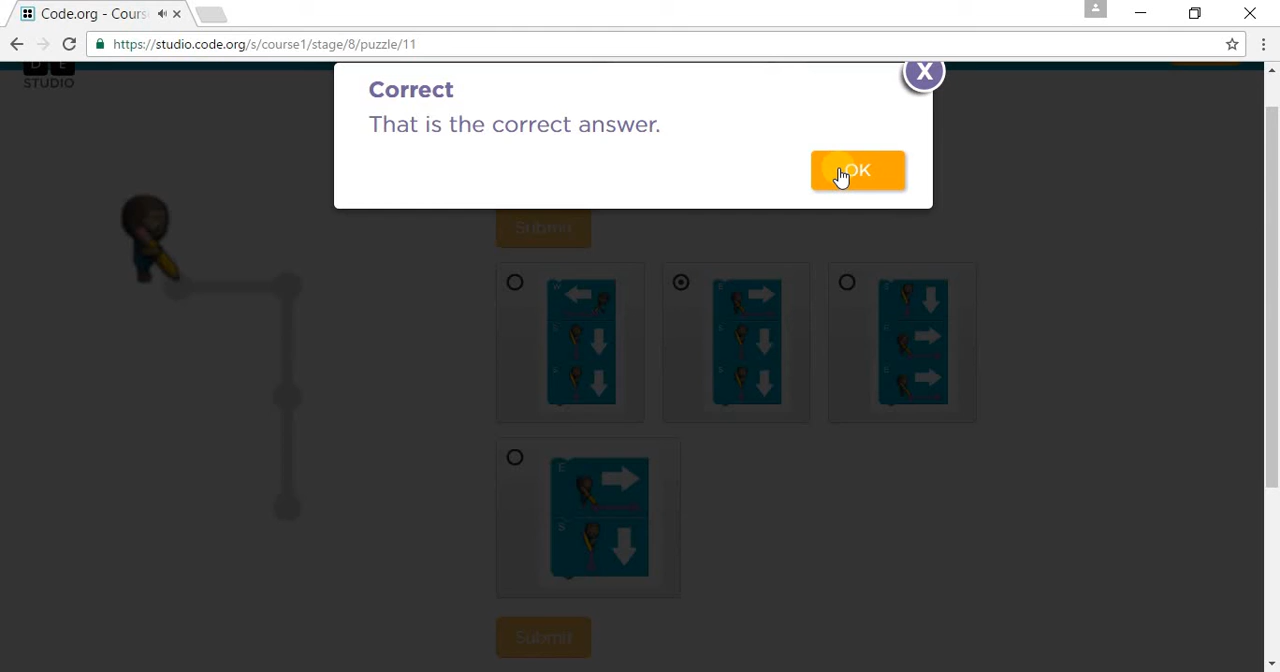 Code.org - Cours
https://studio.code.org/s/course1/stage/8/puzzle/11
D E
STUDIO
X
Correct
That is the correct answer.
OK
Submit
W
E
E
S
Submit